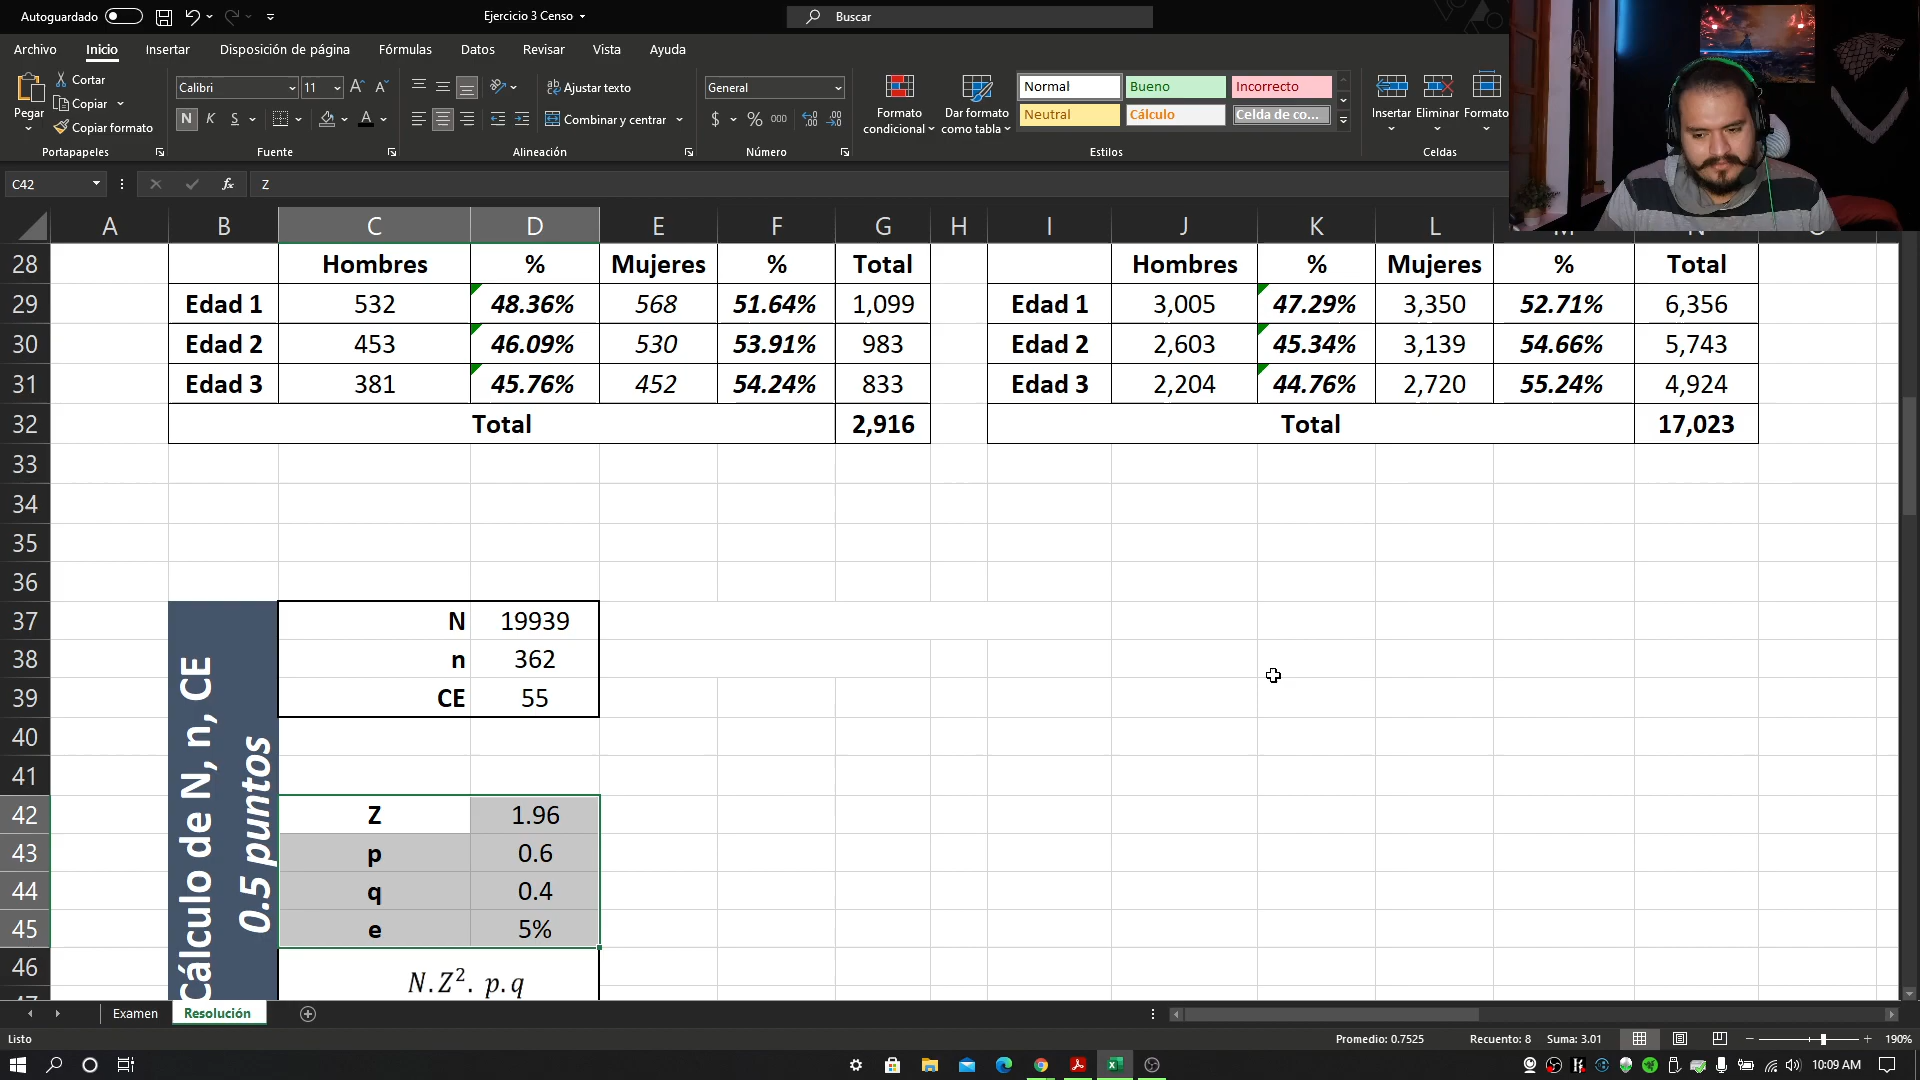 Autoguardado
Ejercicio 3 Censo
Buscar
Archivo Inicio Insertar Disposición de página Fórmulas Datos Revisar Vista Ayuda
Pegar
Cortar
Copiar
Copiar formato
Portapapeles
Calibri 11
N K S
Fuente
Ajustar texto
Combinar y centrar
Alineación
General
$ % 000
Número
Formato condicional
Dar formato como tabla
Normal Bueno Incorrecto
Neutral Cálculo Celda de co...
Estilos
Insertar Eliminar Formato
Celdas
C42 fx Z
A B C D E F G H I J K L
28 Hombres % Mujeres % Total Hombres % Mujeres % Total
29 Edad 1 532 48.36% 568 51.64% 1,099 Edad 1 3,005 47.29% 3,350 52.71% 6,356
30 Edad 2 453 46.09% 530 53.91% 983 Edad 2 2,603 45.34% 3,139 54.66% 5,743
31 Edad 3 381 45.76% 452 54.24% 833 Edad 3 2,204 44.76% 2,720 55.24% 4,924
32 Total 2,916 Total 17,023
33
34
35
36
37 N 19939
38 n 362
39 CE 55
40
41
42 Z 1.96
43 p 0.6
44 q 0.4
45 e 5%
46 N.Z². p.q
Cálculo de N, n, CE
0.5 puntos
Examen Resolución
Listo
Promedio: 0.7525 Recuento: 8 Suma: 3.01 190%
10:09 AM